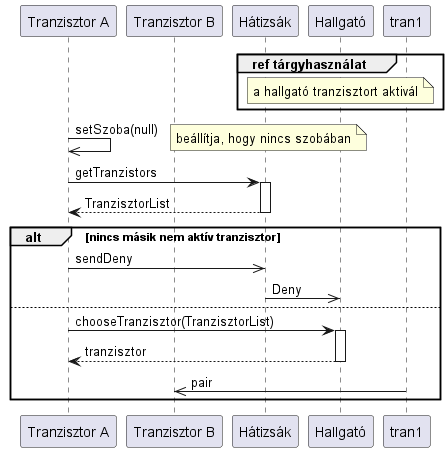 Tranzisztor A Tranzisztor B Hátizsák Hallgató tran1
ref tárgyhasználat
a hallgató tranzisztort aktivál
setSzoba(null)
beállítja, hogy nincs szobában
getTranzistors
TranzisztorList
alt [nincs másik nem aktív tranzisztor]
sendDeny
Deny
chooseTranzisztor(TranzisztorList)
tranzisztor
pair
Tranzisztor A Tranzisztor B Hátizsák Hallgató tran1